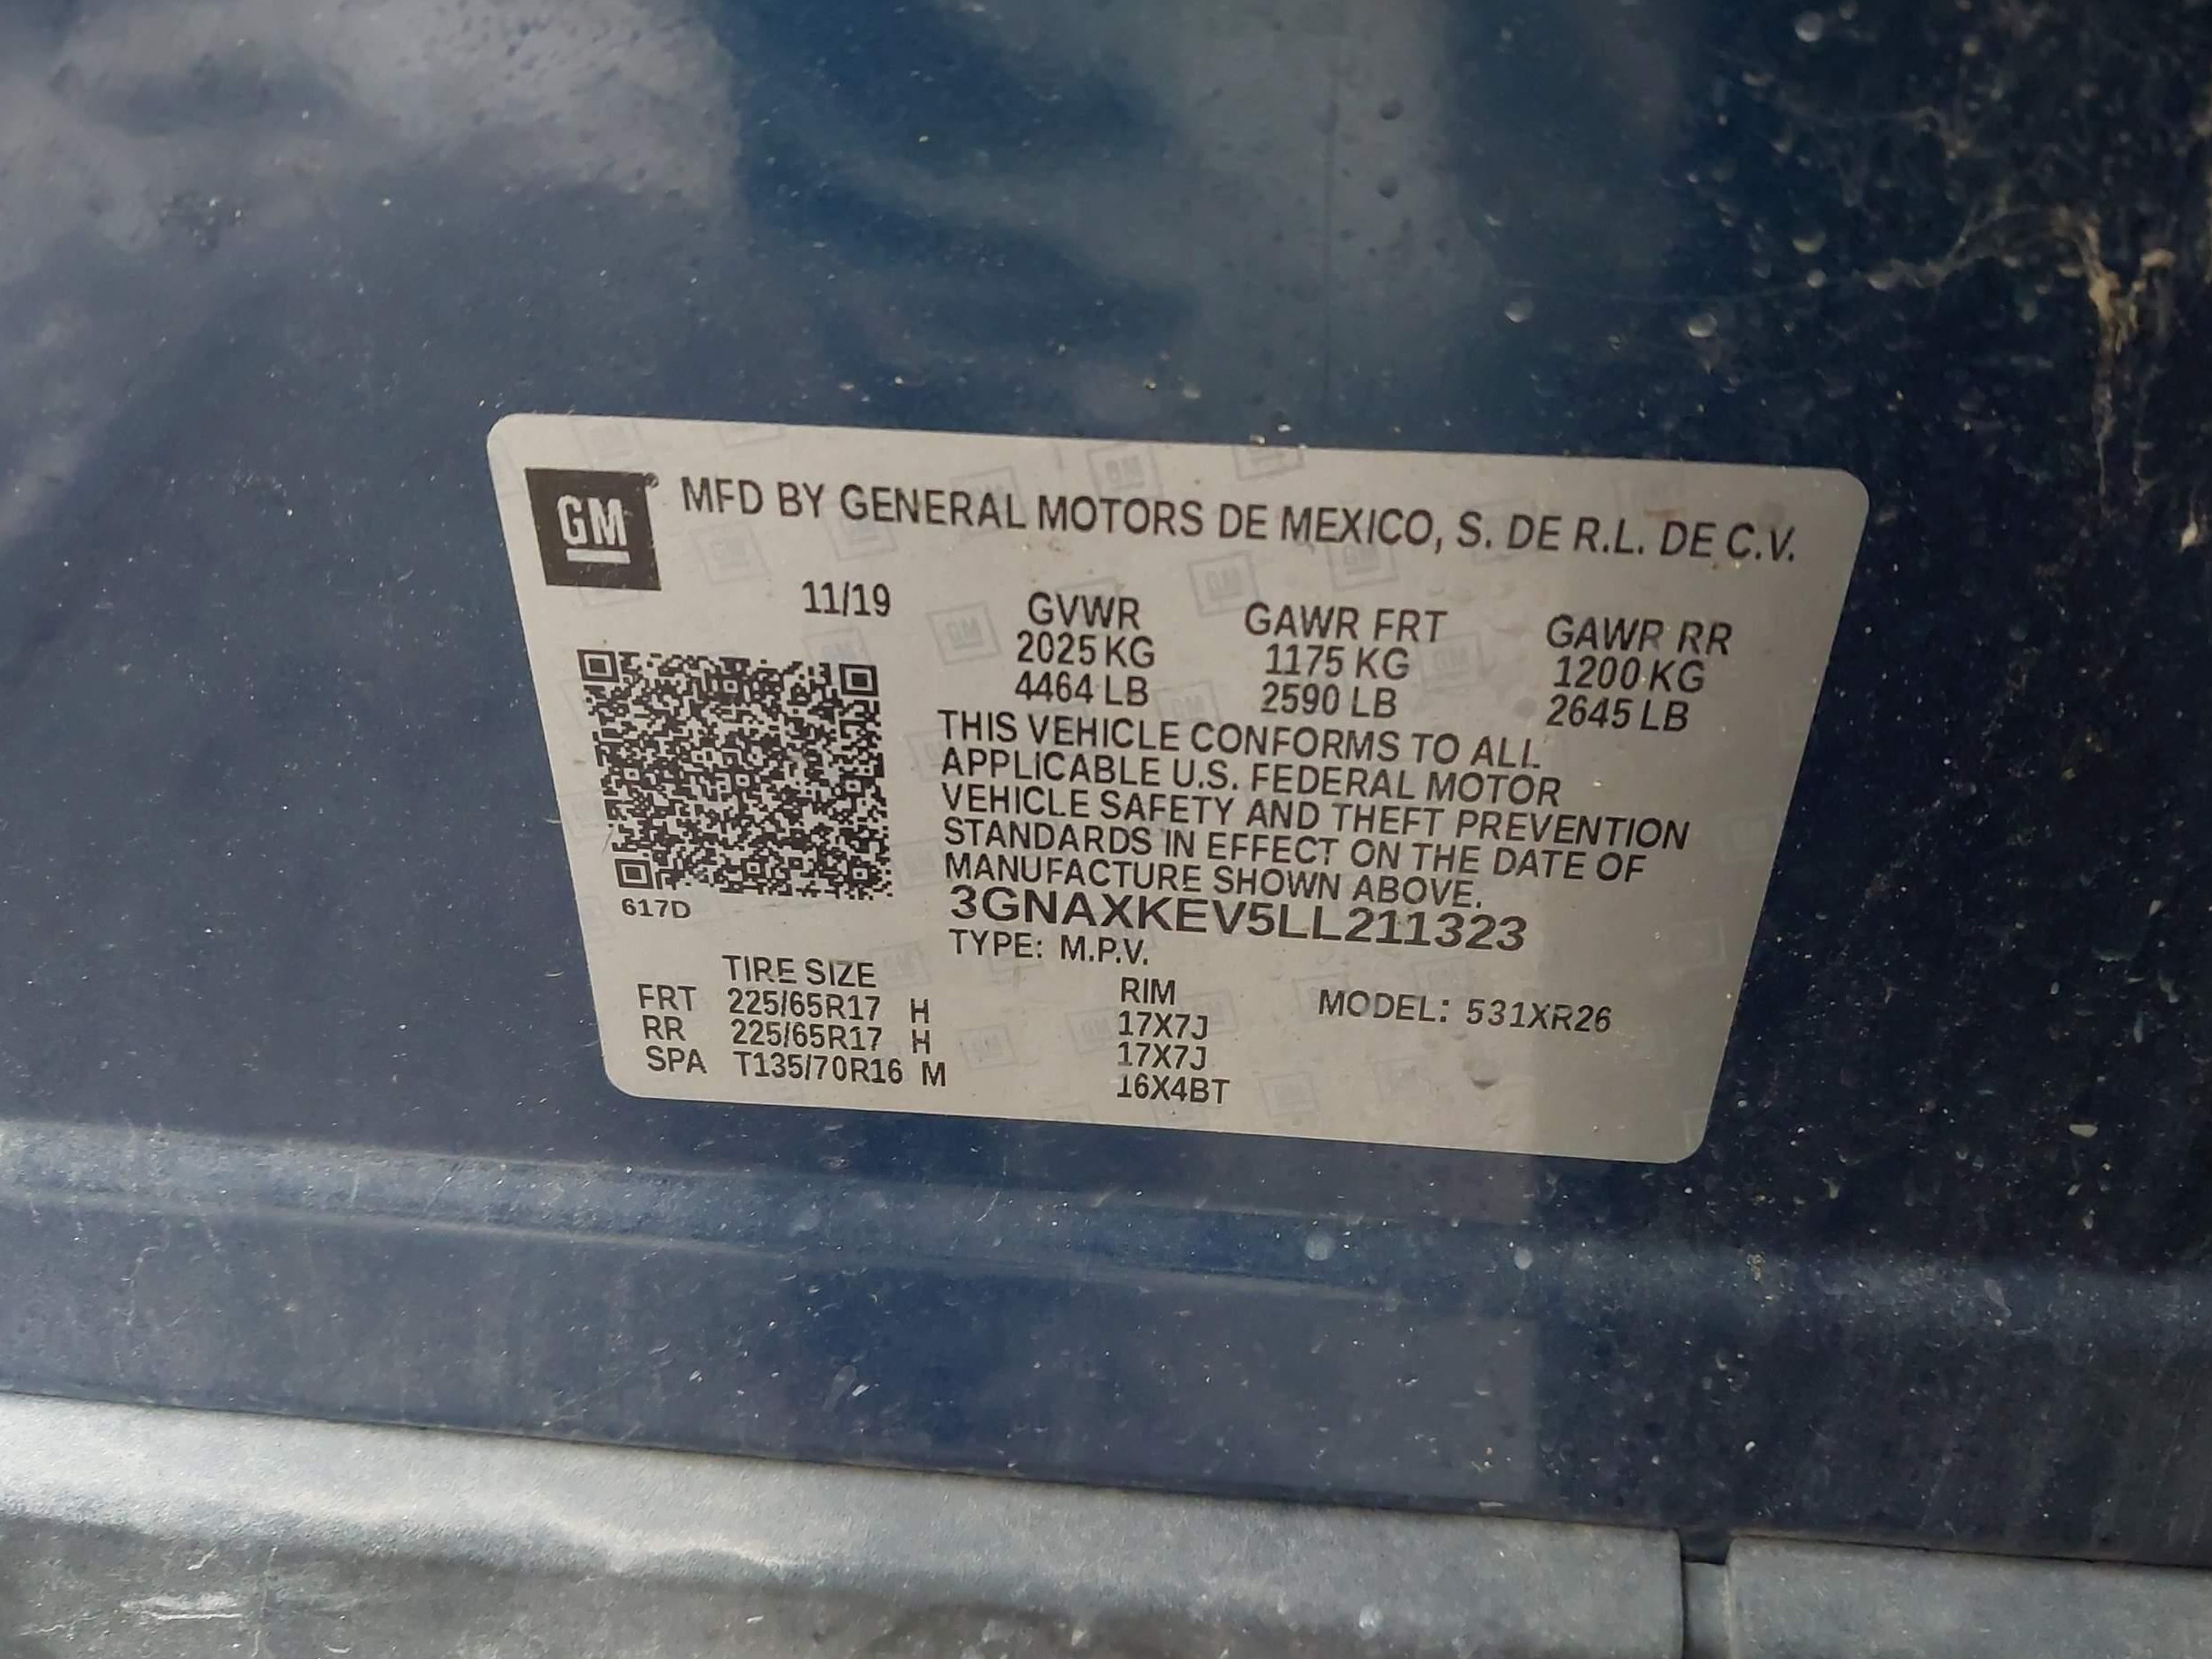 GM MFD BY GENERAL MOTORS DE MEXICO, S. DE R.L. DE C.V.
11/19 GVWR GAWR FRT GAWR RR
2025 KG 1175 KG 1200 KG
4464 LB 2590 LB 2645 LB
THIS VEHICLE CONFORMS TO ALL
APPLICABLE U.S. FEDERAL MOTOR
VEHICLE SAFETY AND THEFT PREVENTION
STANDARDS IN EFFECT ON THE DATE OF
MANUFACTURE SHOWN ABOVE.
617D 3GNAXKEV5LL211323
TYPE: M.P.V.
TIRE SIZE RIM MODEL: 531XR26
FRT 225/65R17 H 17X7J
RR 225/65R17 H 17X7J
SPA T135/70R16 M 16X4BT